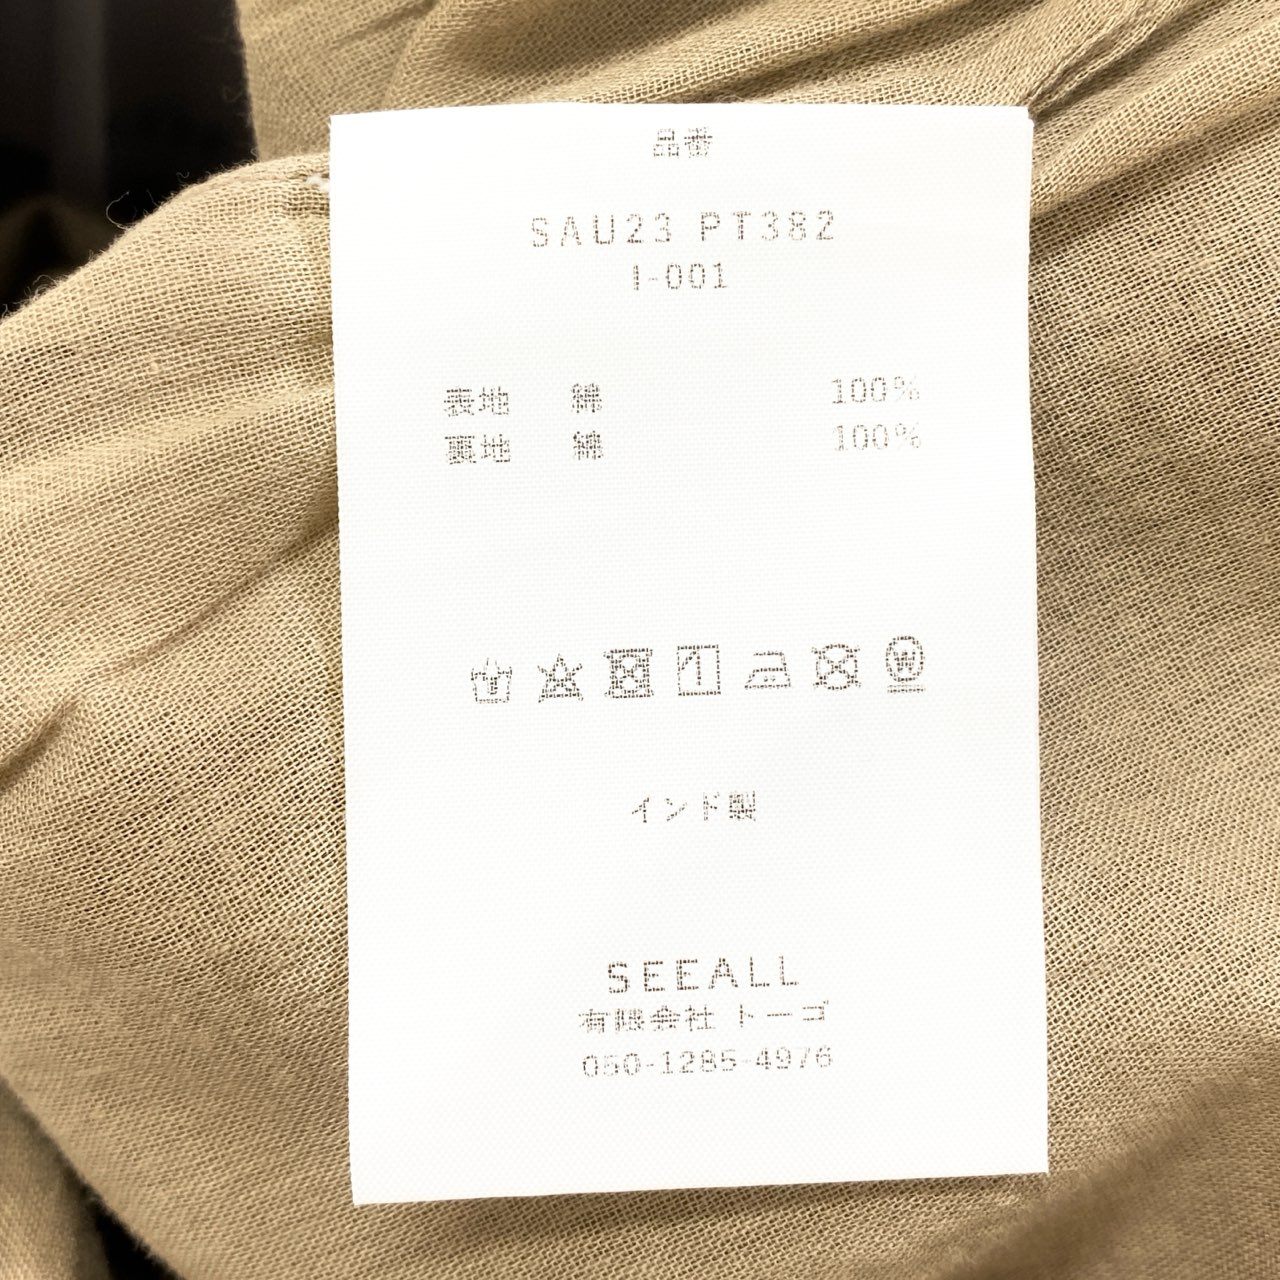 品番
SAU23 PT382
I-001
表地 綿 100%
裏地 綿 100%
インド製
SEEALL
有限会社 トーゴ
050-1285-4976